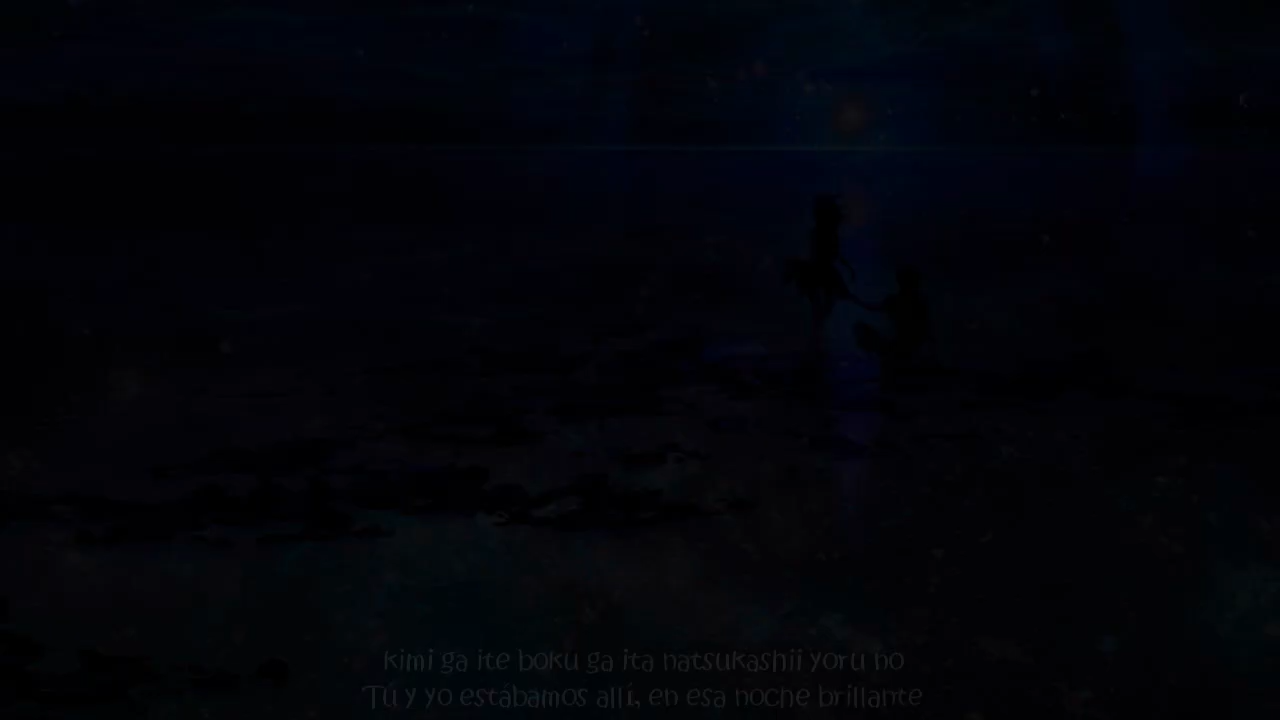 kimi ga ite boku ga ita natsukashii yoru no
Tú y yo estábamos allí, en esa noche brillante